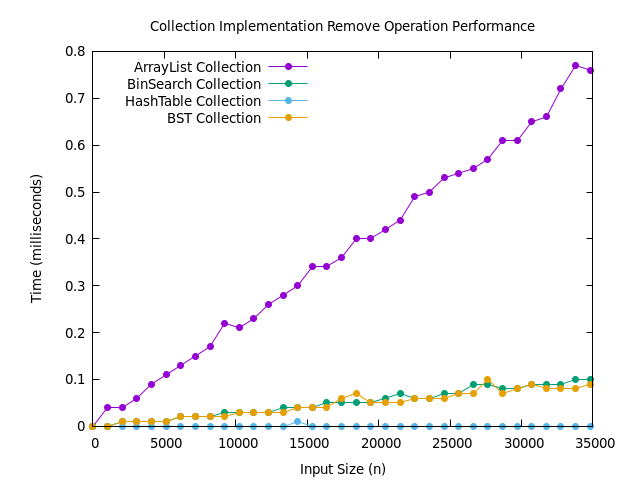 Collection Implementation Remove Operation Performance
0.8
0.7
0.6
0.5
0.4
0.3
0.2
0.1
0
Time (milliseconds)
ArrayList Collection
BinSearch Collection
HashTable Collection
BST Collection
0 5000 10000 15000 20000 25000 30000 35000
Input Size (n)